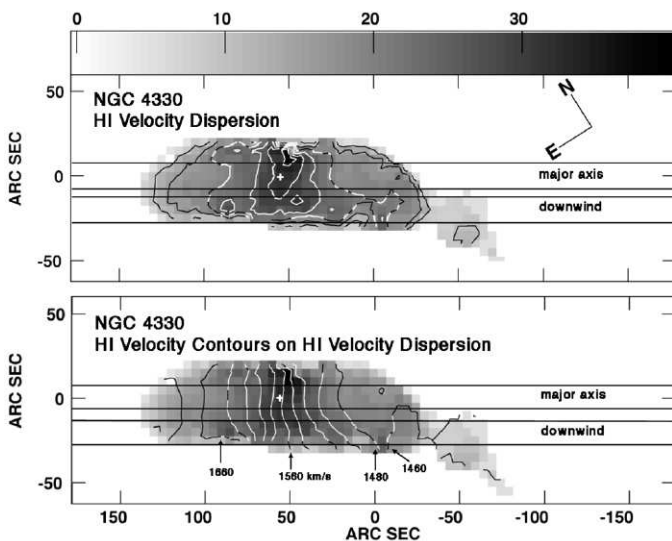 0 10 20 30
NGC 4330
HI Velocity Dispersion
N
E
50
0
-50
ARC SEC
major axis
downwind
NGC 4330
HI Velocity Contours on HI Velocity Dispersion
50
0
-50
ARC SEC
major axis
downwind
1660
1560 km/s
1480
1460
150 100 50 0 -50 -100 -150
ARC SEC